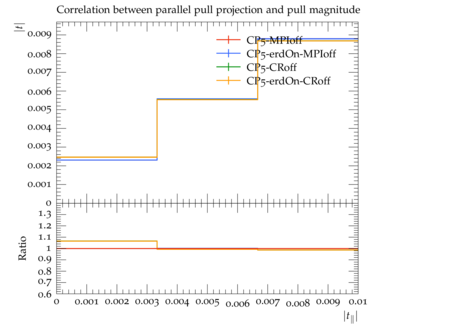 Correlation between parallel pull projection and pull magnitude
|t|
0.009
0.008
0.007
0.006
0.005
0.004
0.003
0.002
0.001
0
CP5-MPIoff
CP5-erdOn-MPIoff
CP5-CRoff
CP5-erdOn-CRoff
Ratio
1.3
1.2
1.1
1
0.9
0.8
0.7
0.6
0 0.001 0.002 0.003 0.004 0.005 0.006 0.007 0.008 0.009 0.01
|t∥|